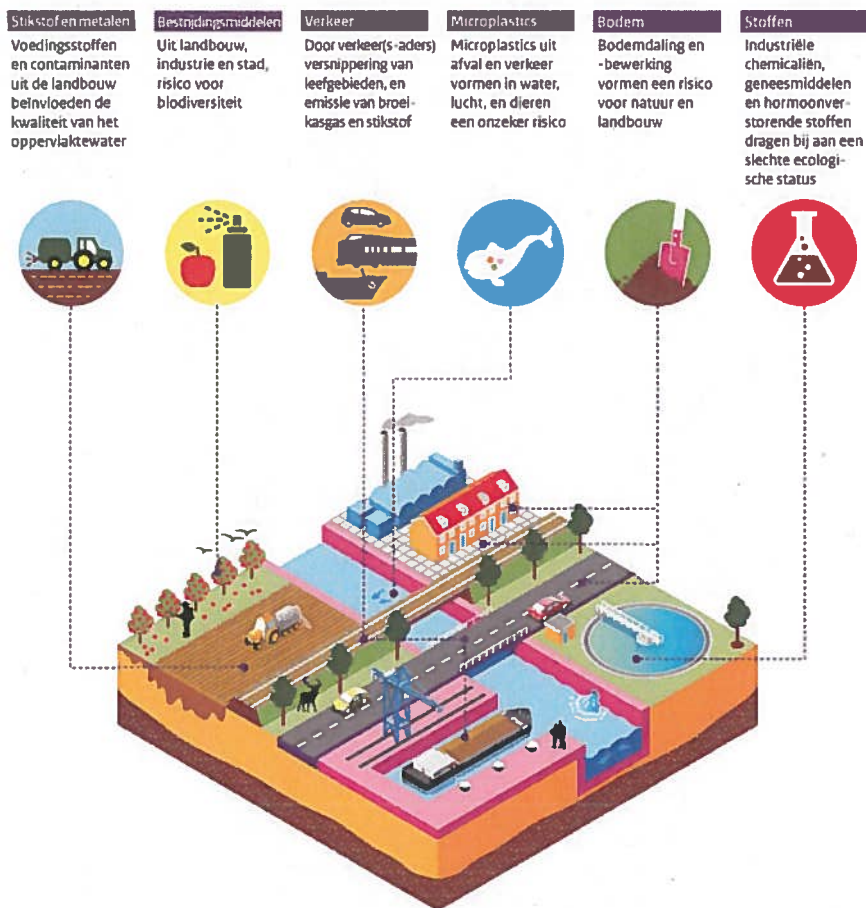 Stikstof en metalen
Voedingsstoffen
en contaminanten
uit de landbouw
beïnvloeden de
kwaliteit van het
oppervlaktewater
Bestrijdingsmiddelen
Uit landbouw,
industrie en stad,
risico voor
biodiversiteit
Verkeer
Door verkeer(s-aders)
versnippering van
leefgebieden, en
emissie van broei-
kasgas en stikstof
Microplastics
Microplastics uit
afval en verkeer
vormen in water,
lucht, en dieren
een onzeker risico
Bodem
Bodemdaling en
-bewerking
vormen een risico
voor natuur en
landbouw
Stoffen
Industriële
chemicaliën,
geneesmiddelen
en hormoonver-
storende stoffen
dragen bij aan een
slechte ecologi-
sche status